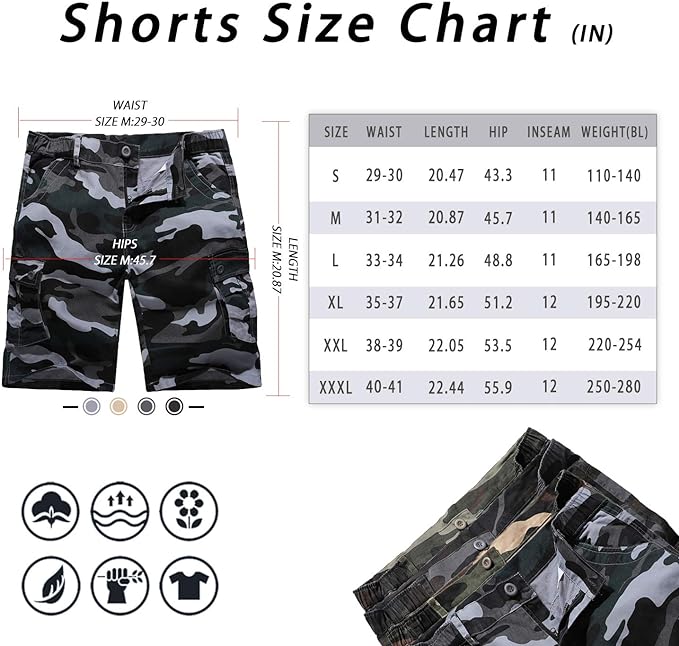 Shorts Size Chart (IN)
WAIST
SIZE M:29-30
HIPS
SIZE M:45.7
LENGTH
SIZE M:20.87
SIZE WAIST LENGTH HIP INSEAM WEIGHT(BL)
S 29-30 20.47 43.3 11 110-140
M 31-32 20.87 45.7 11 140-165
L 33-34 21.26 48.8 11 165-198
XL 35-37 21.65 51.2 12 195-220
XXL 38-39 22.05 53.5 12 220-254
XXXL 40-41 22.44 55.9 12 250-280